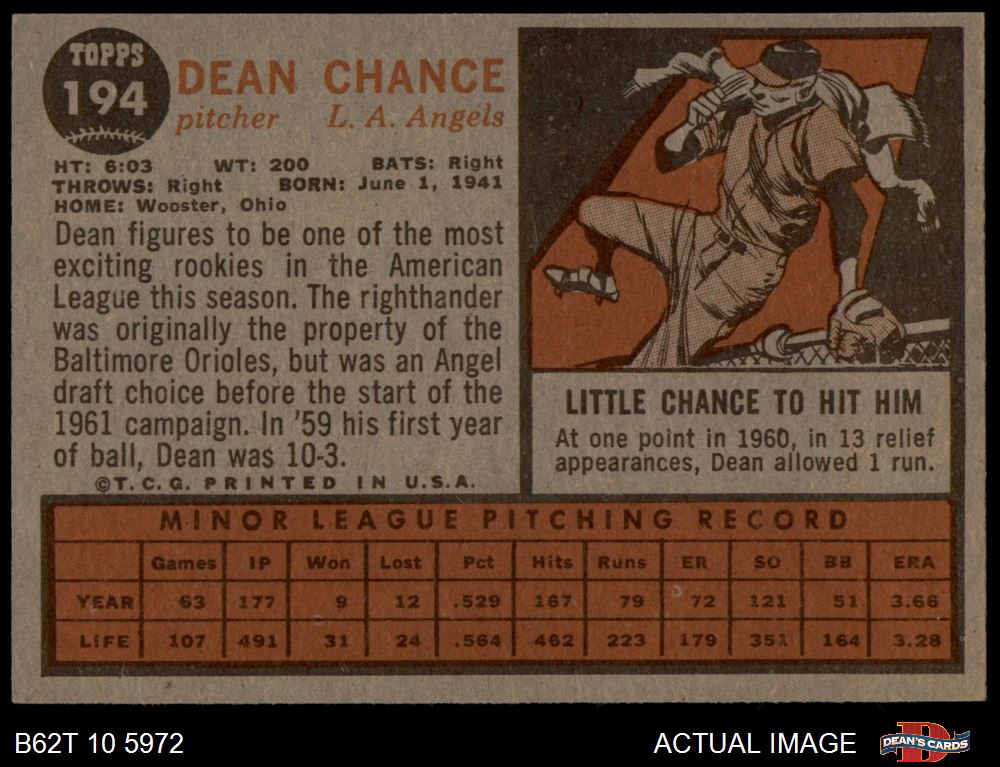 TOPPS
194
DEAN CHANCE
pitcher L. A. Angels
HT: 6:03 WT: 200 BATS: Right
THROWS: Right BORN: June 1, 1941
HOME: Wooster, Ohio
Dean figures to be one of the most
exciting rookies in the American
League this season. The righthander
was originally the property of the
Baltimore Orioles, but was an Angel
draft choice before the start of the
1961 campaign. In '59 his first year
of ball, Dean was 10-3.
©T. C. G. PRINTED IN U.S.A.
LITTLE CHANCE TO HIT HIM
At one point in 1960, in 13 relief
appearances, Dean allowed 1 run.
MINOR LEAGUE PITCHING RECORD
Games IP Won Lost Pct Hits Runs ER SO BB ERA
YEAR 63 177 9 12 .529 167 79 72 121 51 3.66
LIFE 107 491 31 24 .564 462 223 179 351 164 3.28
B62T 10 5972
ACTUAL IMAGE
DEAN'S CARDS